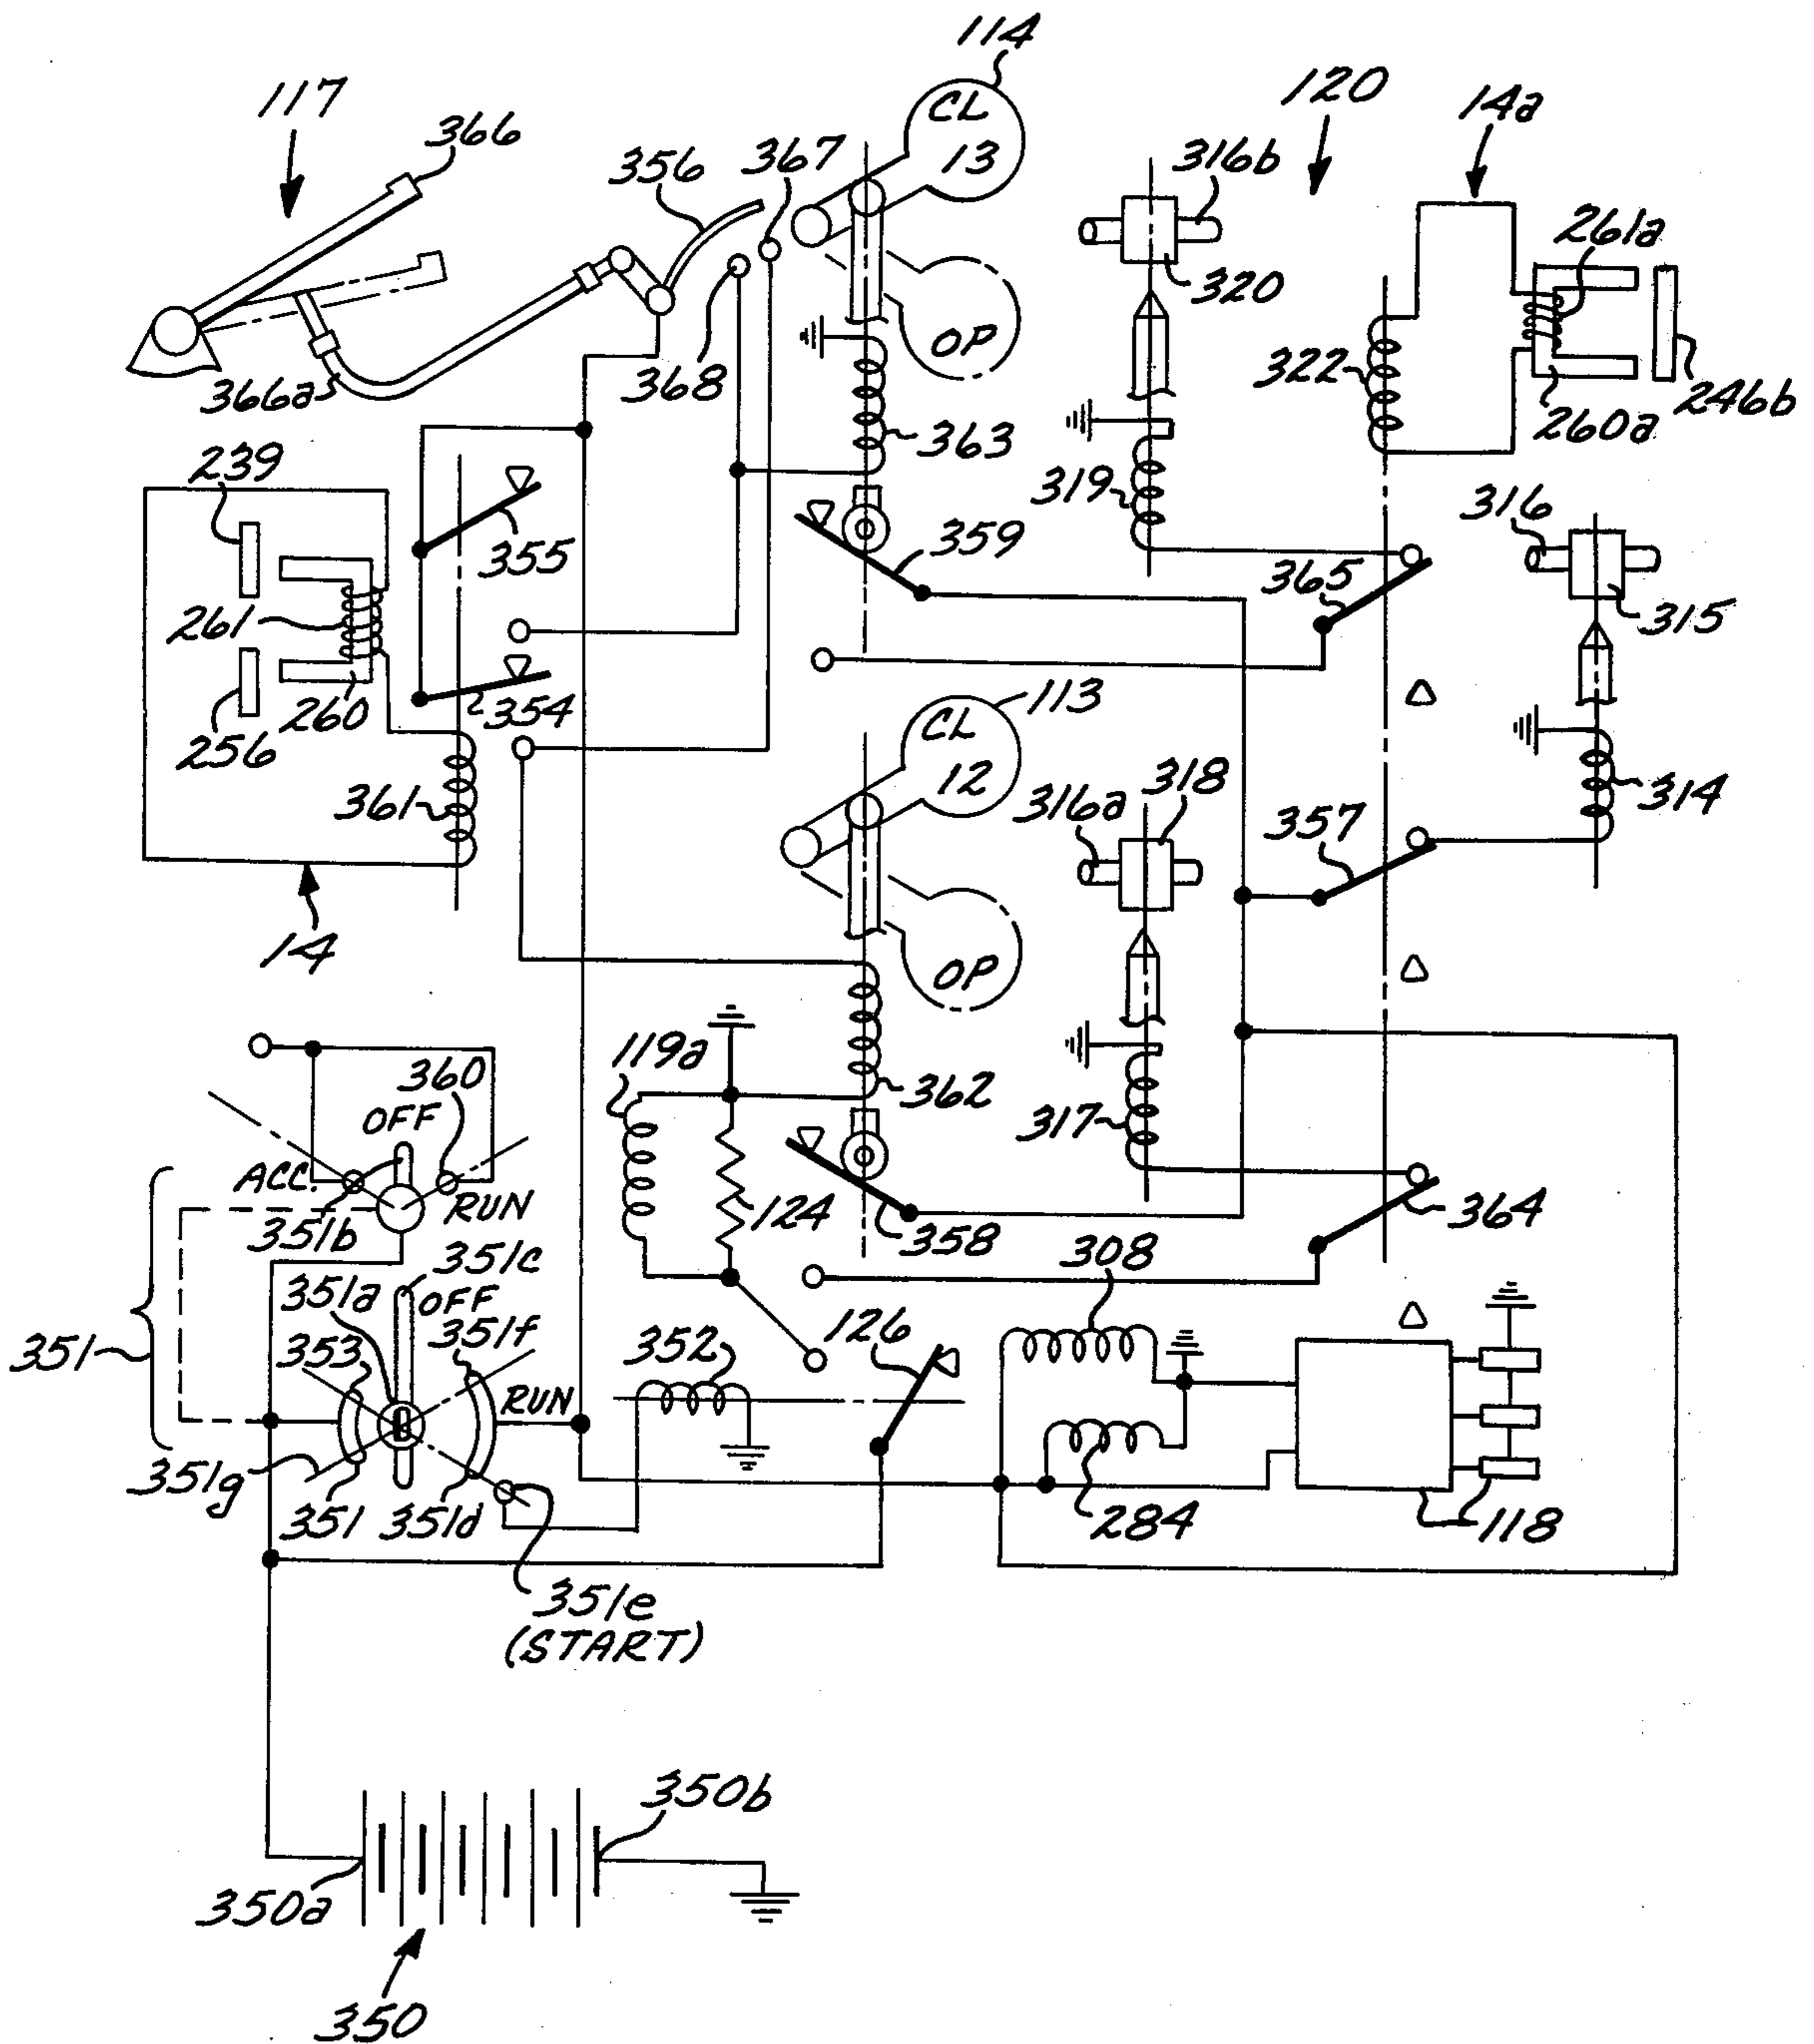 114
117
366
CL
13
120
14a
356
367
316b
261a
320
OP
322
366a
368
363
260a
246b
239
319
316
355
359
365
315
261
354
113
256
260
CL
12
318
316a
357
314
361
14
OP
119a
360
362
317
OFF
ACC.
RUN
351b
124
358
364
351c
308
351a
OFF
351f
351
353
352
126
RUN
351g
351
351d
284
118
351e
(START)
350b
350a
350